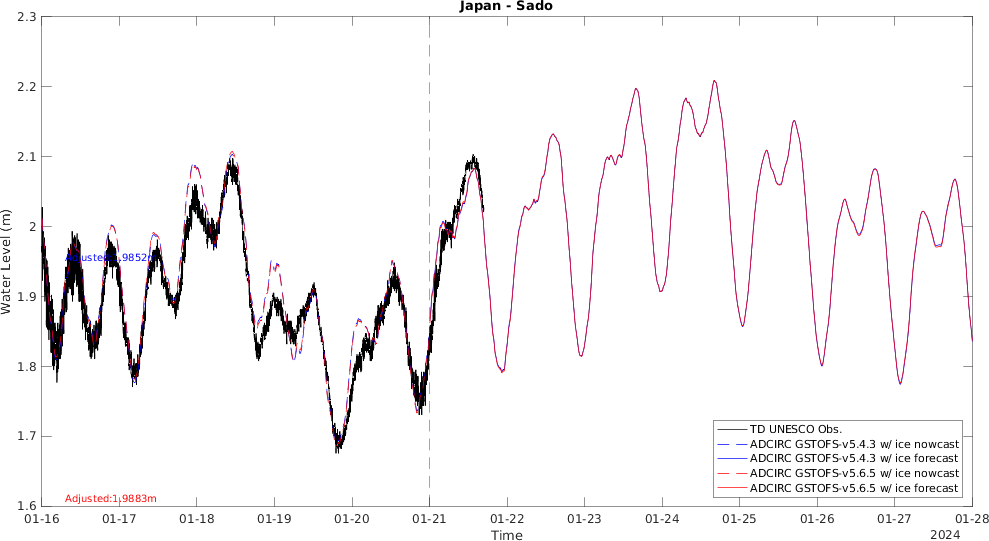 Japan - Sado
Water Level (m)
2.3
2.2
2.1
2
1.9
1.8
1.7
1.6
Adjusted:1.9852m
Adjusted:1.9883m
TD UNESCO Obs.
ADCIRC GSTOFS-v5.4.3 w/ ice nowcast
ADCIRC GSTOFS-v5.4.3 w/ ice forecast
ADCIRC GSTOFS-v5.6.5 w/ ice nowcast
ADCIRC GSTOFS-v5.6.5 w/ ice forecast
01-16 01-17 01-18 01-19 01-20 01-21 01-22 01-23 01-24 01-25 01-26 01-27 01-28
Time
2024